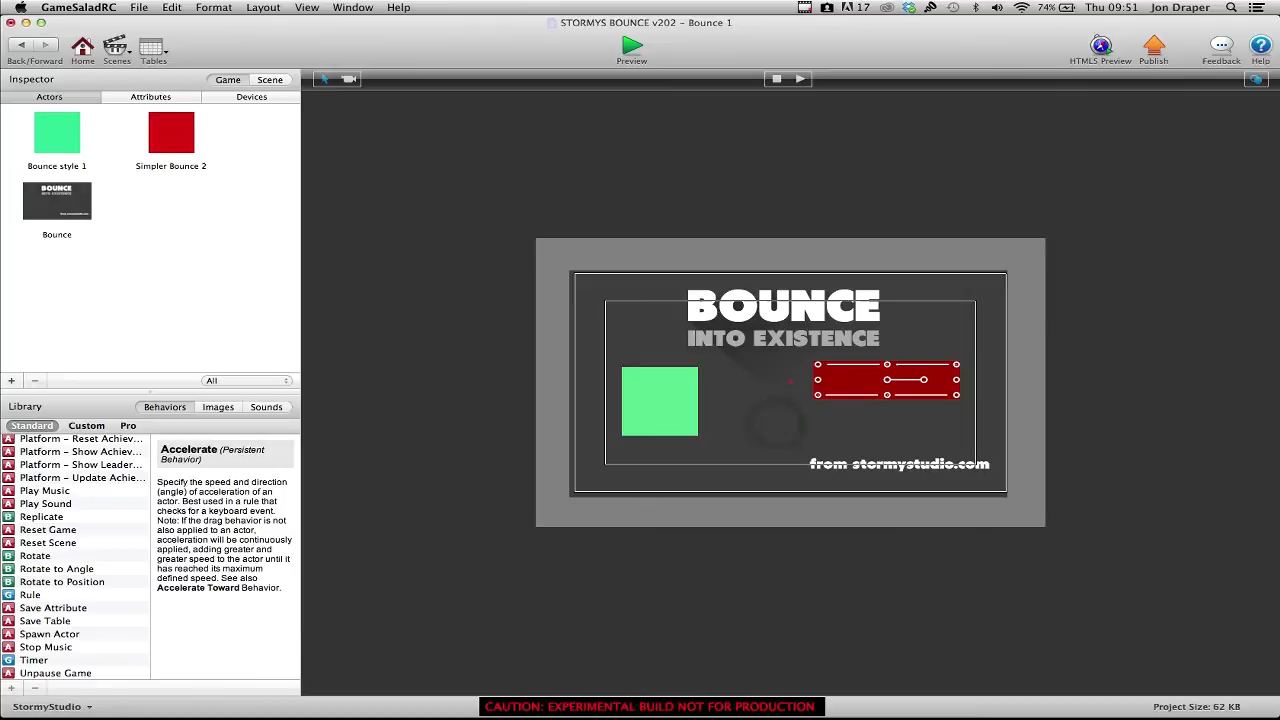 GameSaladRC File Edit Format Layout View Window Help
17 74% Fri 09:51 Jon Draper
STORMYS BOUNCE v202 - Bounce 1
Back/Forward Home Scenes Tables Preview HTML5 Preview Publish Feedback Help
Inspector Game Scene
Actors Attributes Devices
Bounce style 1 Simpler Bounce 2
BOUNCE
Bounce
BOUNCE
INTO EXISTENCE
from stormystudio.com
+ − All
Library Behaviors Images Sounds
Standard Custom Pro
Platform - Reset Achiev...
Platform - Show Achiev...
Platform - Show Leader...
Platform - Update Achie...
Play Music
Play Sound
Replicate
Reset Game
Reset Scene
Rotate
Rotate to Angle
Rotate to Position
Rule
Save Attribute
Save Table
Spawn Actor
Stop Music
Timer
Unpause Game
Accelerate (Persistent
Behavior)
Specify the speed and direction
(angle) of acceleration of an
actor. Best used in a rule that
checks for a keyboard event.
Note: If the drag behavior is not
also applied to an actor,
acceleration will be continuously
applied, adding greater and
greater speed to the actor until it
has reached its maximum
defined speed. See also
Accelerate Toward Behavior.
StormyStudio
CAUTION: EXPERIMENTAL BUILD NOT FOR PRODUCTION
Project Size: 62 KB